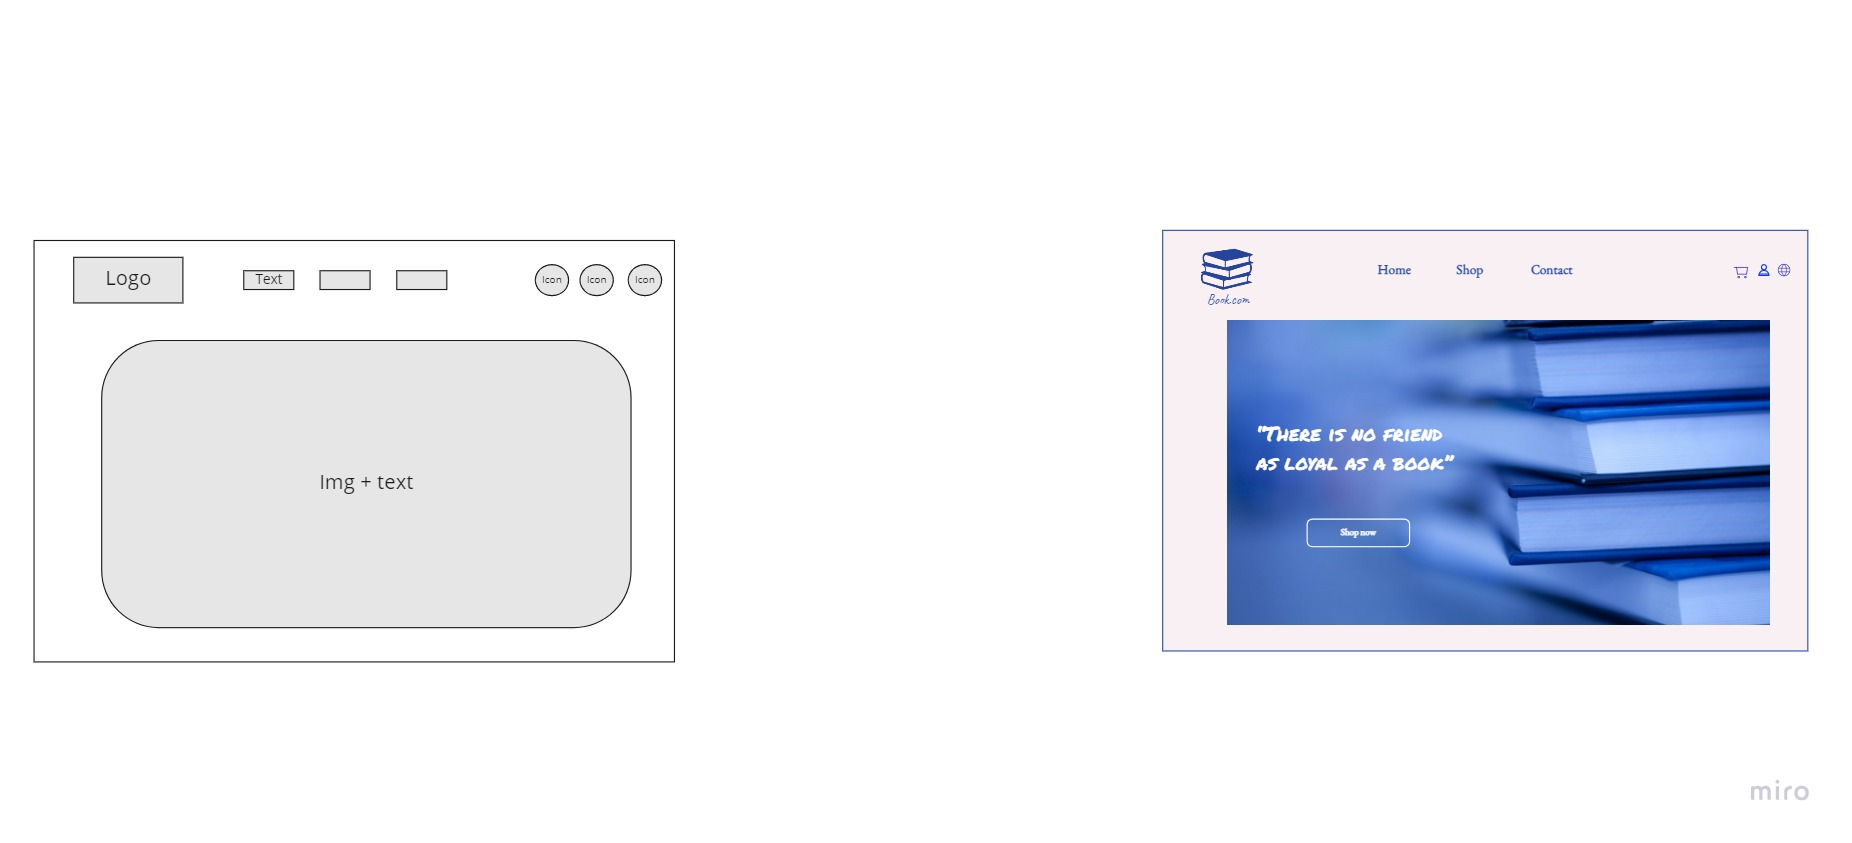 Logo
Text
Icon
Icon
Icon
Img + text
Book.com
Home
Shop
Contact
"There is no friend
as loyal as a book"
Shop now
miro